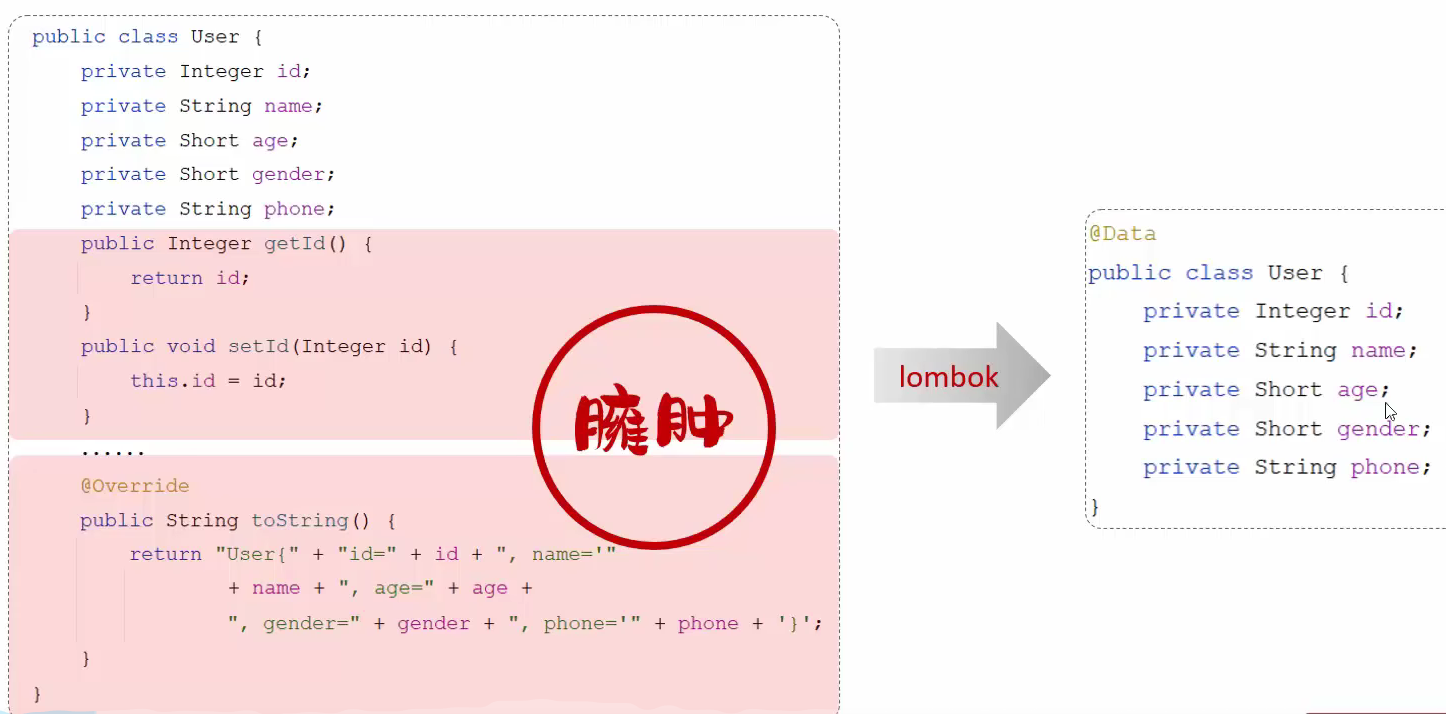 public class User {
private Integer id;
private String name;
private Short age;
private Short gender;
private String phone;
public Integer getId() {
return id;
}
public void setId(Integer id) {
this.id = id;
}
......
@Override
public String toString() {
return "User{" + "id=" + id + ", name='"
+ name + ", age=" + age +
", gender=" + gender + ", phone='" + phone + '}';
}
}
臃肿
lombok
@Data
public class User {
private Integer id;
private String name;
private Short age;
private Short gender;
private String phone;
}